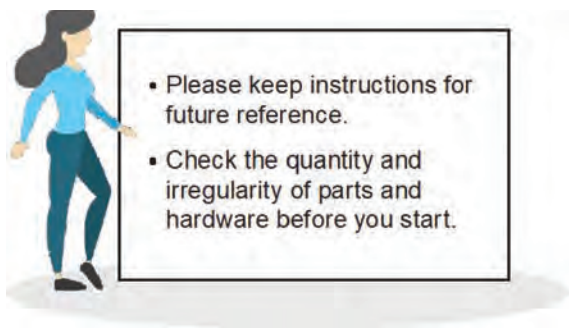 • Please keep instructions for
future reference.
• Check the quantity and
irregularity of parts and
hardware before you start.